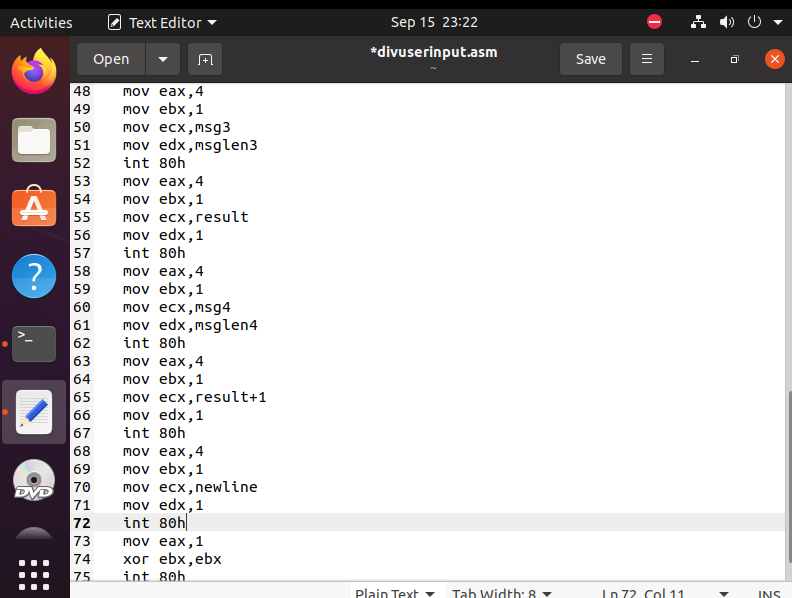 Activities Text Editor Sep 15 23:22
Open *divuserinput.asm Save
~
48 mov eax,4
49 mov ebx,1
50 mov ecx,msg3
51 mov edx,msglen3
52 int 80h
53 mov eax,4
54 mov ebx,1
55 mov ecx,result
56 mov edx,1
57 int 80h
58 mov eax,4
59 mov ebx,1
60 mov ecx,msg4
61 mov edx,msglen4
62 int 80h
63 mov eax,4
64 mov ebx,1
65 mov ecx,result+1
66 mov edx,1
67 int 80h
68 mov eax,4
69 mov ebx,1
70 mov ecx,newline
71 mov edx,1
72 int 80h
73 mov eax,1
74 xor ebx,ebx
75 int 80h
>_
?
A
DVD
Plain Text Tab Width: 8 Ln 72, Col 11 INS